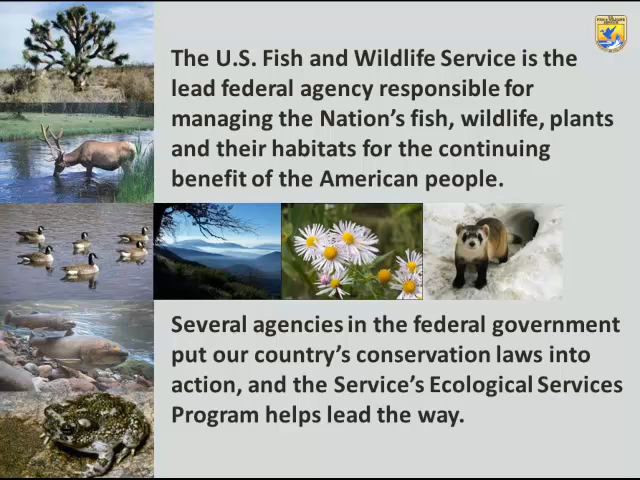 The U.S. Fish and Wildlife Service is the
lead federal agency responsible for
managing the Nation's fish, wildlife, plants
and their habitats for the continuing
benefit of the American people.
Several agencies in the federal government
put our country's conservation laws into
action, and the Service's Ecological Services
Program helps lead the way.